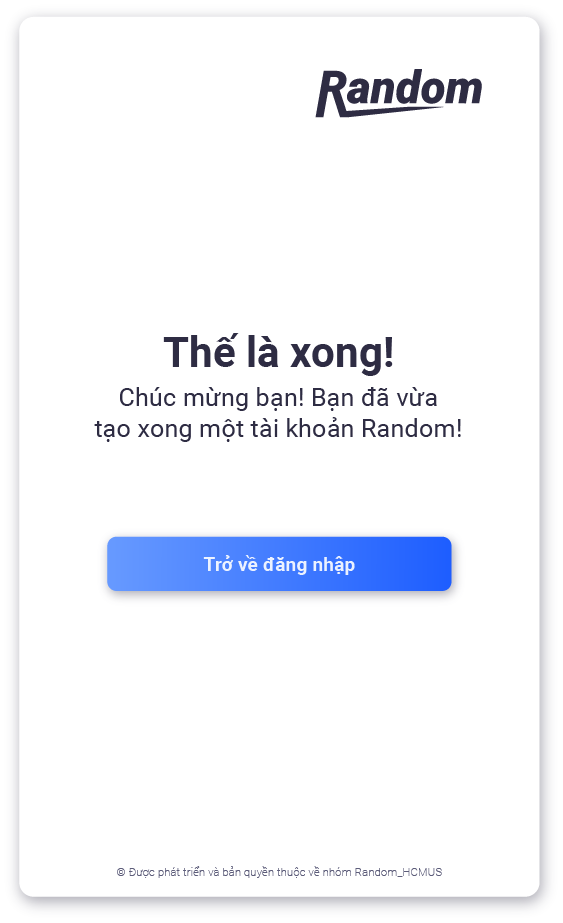 Random
Thế là xong!
Chúc mừng bạn! Bạn đã vừa
tạo xong một tài khoản Random!
Trở về đăng nhập
© Được phát triển và bản quyền thuộc về nhóm Random_HCMUS